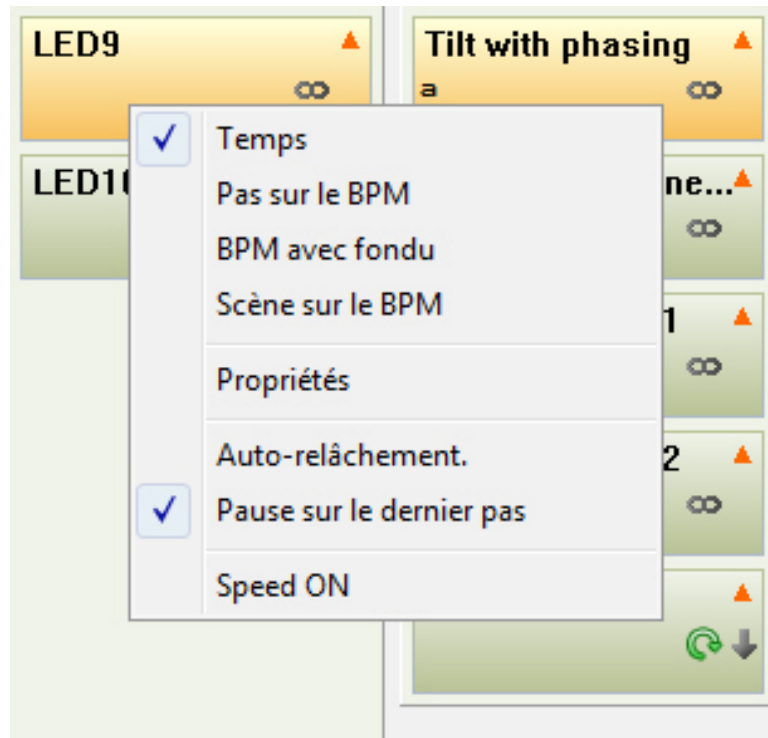 LED9
Tilt with phasing
a
Temps
LED1
ne...
Pas sur le BPM
BPM avec fondu
Scène sur le BPM
1
Propriétés
Auto-relâchement.
2
Pause sur le dernier pas
Speed ON